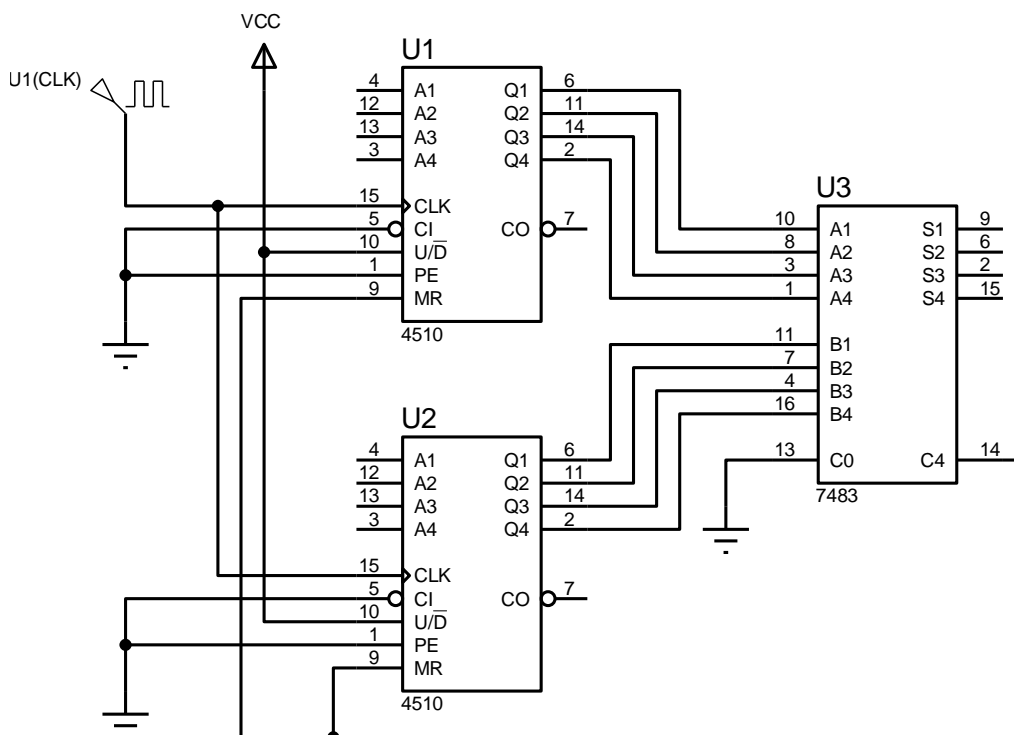 VCC
U1(CLK)
U1
4 A1 Q1 6
12 A2 Q2 11
13 A3 Q3 14
3 A4 Q4 2
15 CLK
5 CI CO 7
10 U/D̅
1 PE
9 MR
4510
U3
10 A1 S1 9
8 A2 S2 6
3 A3 S3 2
1 A4 S4 15
11 B1
7 B2
4 B3
16 B4
13 C0 C4 14
7483
U2
4 A1 Q1 6
12 A2 Q2 11
13 A3 Q3 14
3 A4 Q4 2
15 CLK
5 CI CO 7
10 U/D̅
1 PE
9 MR
4510